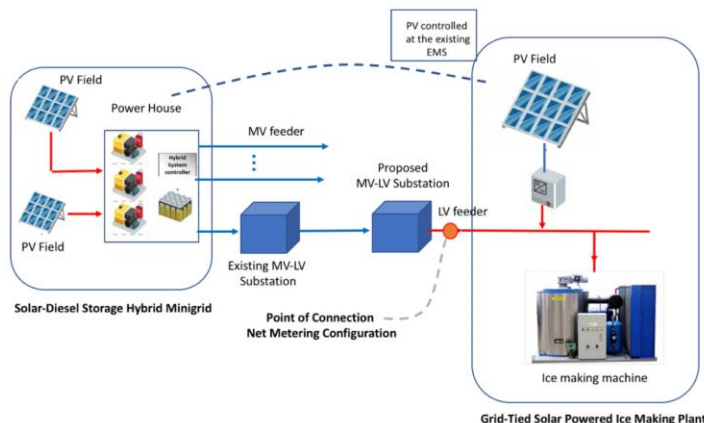 PV controlled
at the existing
EMS
PV Field
Power House
PV Field
MV feeder
Hybrid
System
controller
Proposed
MV-LV Substation
LV feeder
PV Field
Existing MV-LV
Substation
Solar-Diesel Storage Hybrid Minigrid
Point of Connection
Net Metering Configuration
Ice making machine
Grid-Tied Solar Powered Ice Making Plant